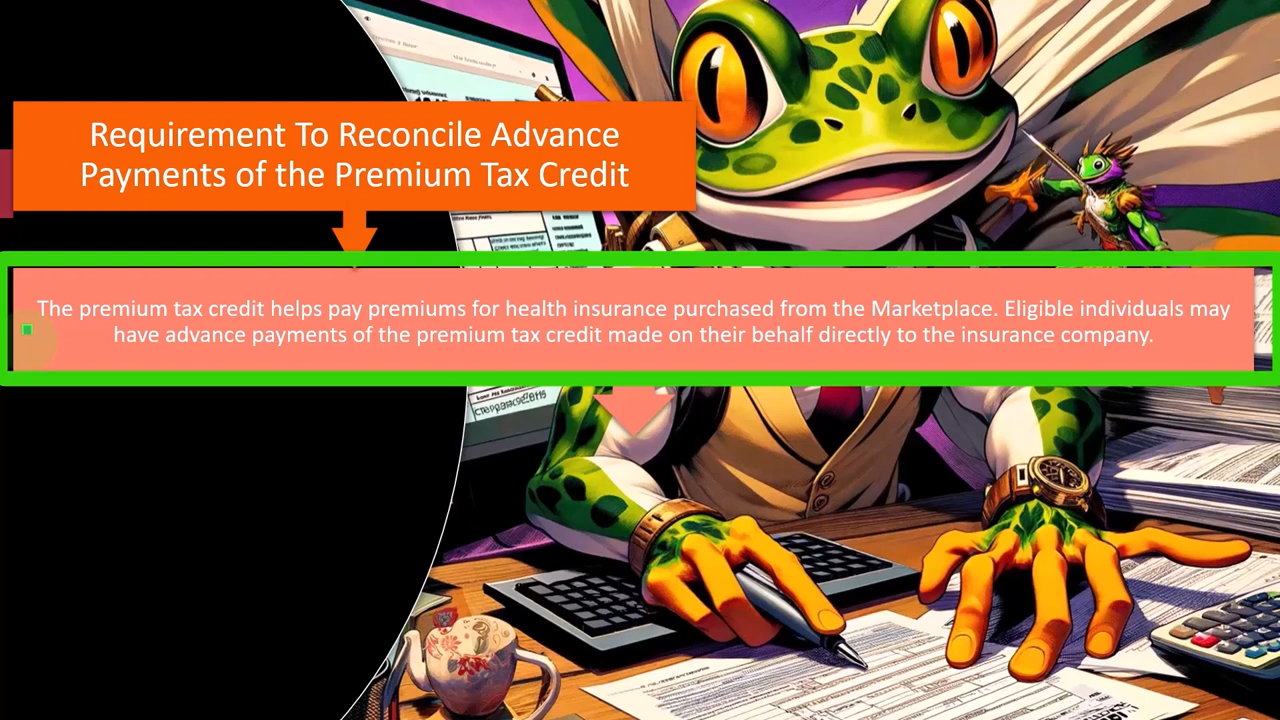 Requirement To Reconcile Advance
Payments of the Premium Tax Credit
The premium tax credit helps pay premiums for health insurance purchased from the Marketplace. Eligible individuals may
have advance payments of the premium tax credit made on their behalf directly to the insurance company.